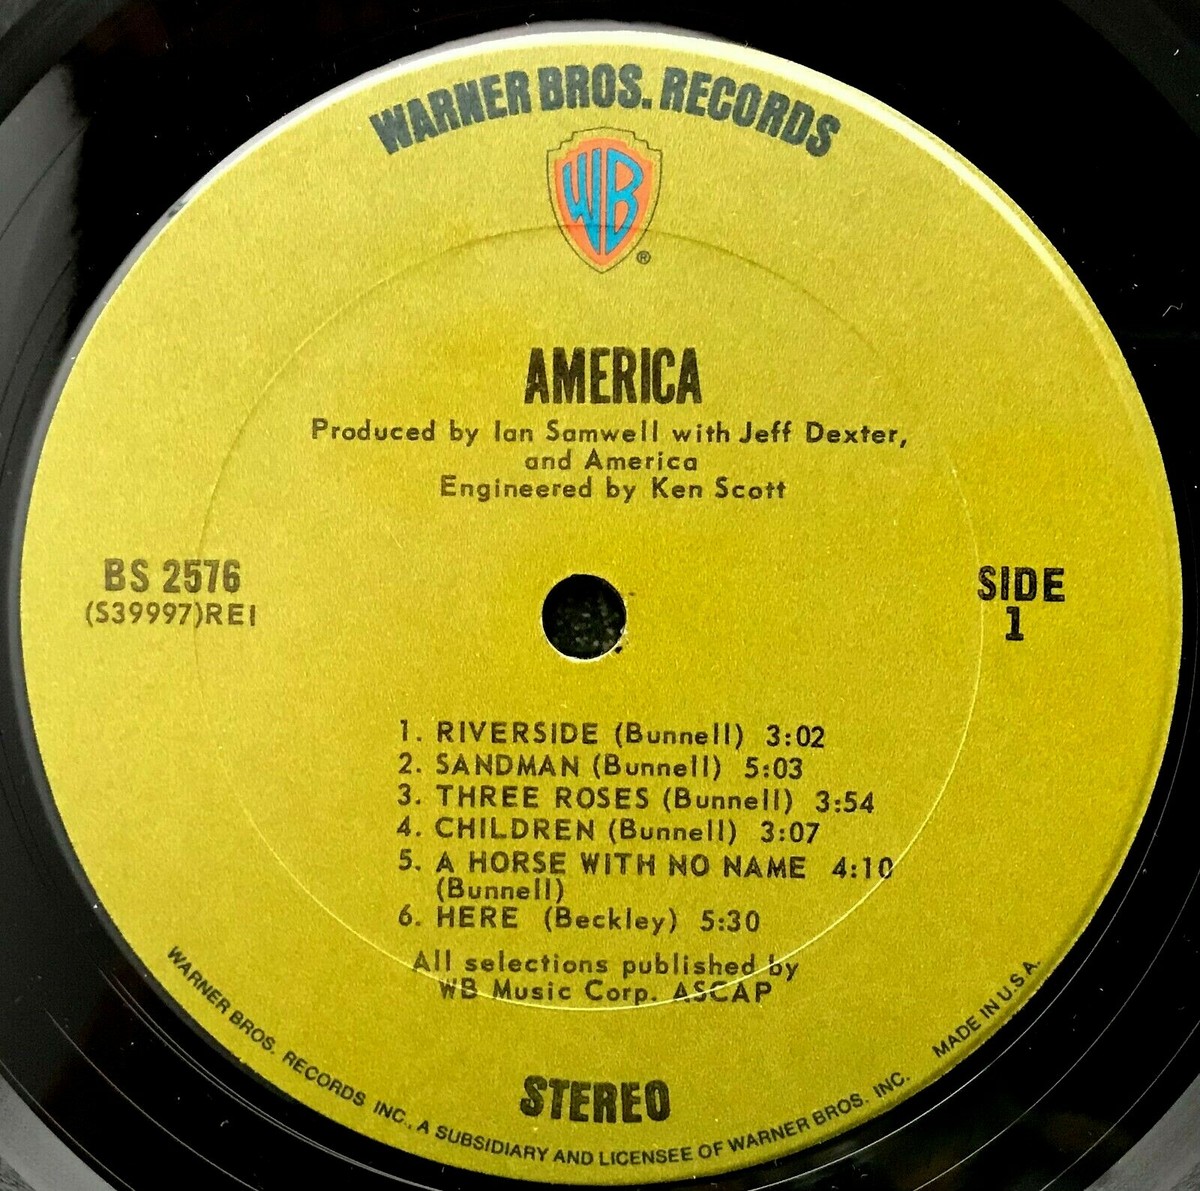 WARNER BROS. RECORDS
WB
®
AMERICA
Produced by Ian Samwell with Jeff Dexter,
and America
Engineered by Ken Scott
BS 2576
(S39997)RE1
SIDE
1
1. RIVERSIDE (Bunnell) 3:02
2. SANDMAN (Bunnell) 5:03
3. THREE ROSES (Bunnell) 3:54
4. CHILDREN (Bunnell) 3:07
5. A HORSE WITH NO NAME 4:10
(Bunnell)
6. HERE (Beckley) 5:30
All selections published by
WB Music Corp. ASCAP
STEREO
WARNER BROS. RECORDS INC., A SUBSIDIARY AND LICENSEE OF WARNER BROS. INC. MADE IN U.S.A.